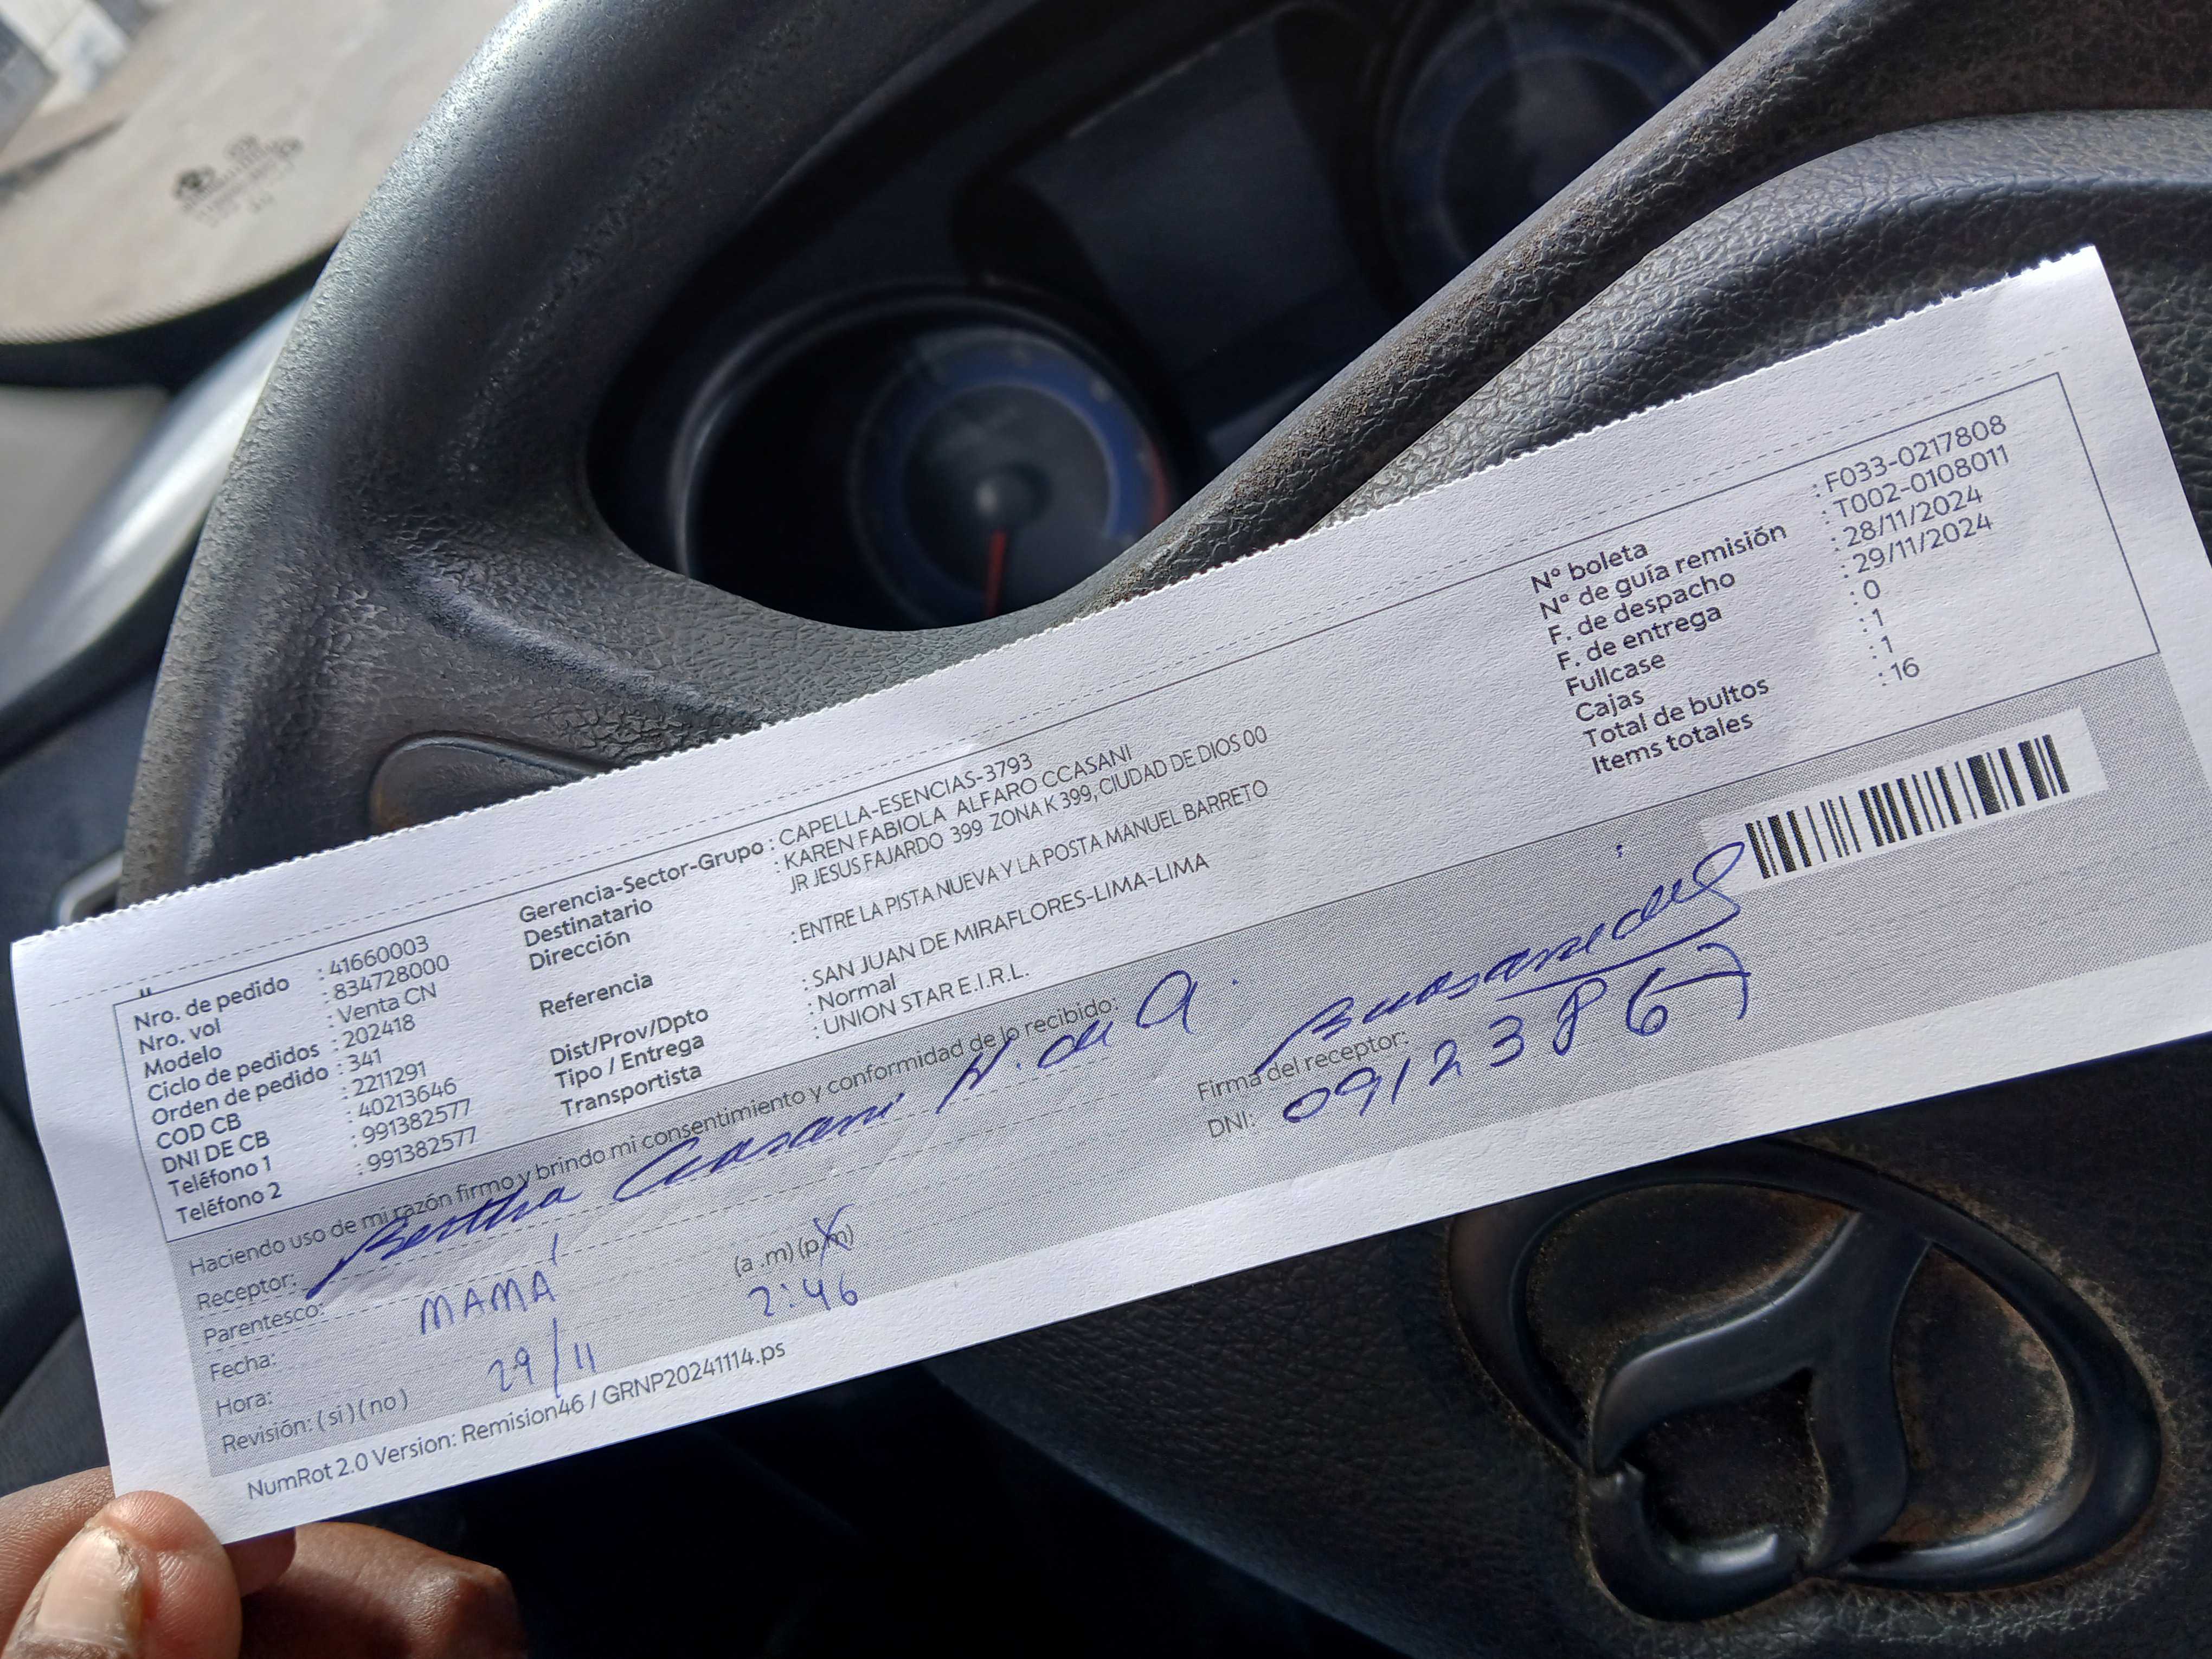 Nro. de pedido : 41660003
Nro. vol : 834728000
Modelo : Venta CN
Ciclo de pedidos : 202418
Orden de pedido : 341
COD CB : 2211291
DNI DE CB : 40213646
Teléfono 1 : 991382577
Teléfono 2 : 991382577
Gerencia-Sector-Grupo : CAPELLA-ESENCIAS-3793
Destinatario : KAREN FABIOLA ALFARO CCASANI
Dirección JR JESUS FAJARDO 399 ZONA K 399, CIUDAD DE DIOS 00
Referencia : ENTRE LA PISTA NUEVA Y LA POSTA MANUEL BARRETO
Dist/Prov/Dpto : SAN JUAN DE MIRAFLORES-LIMA-LIMA
Tipo / Entrega : Normal
Transportista : UNION STAR E.I.R.L.
N° boleta : F033-0217808
N° de guía remisión : T002-0108011
F. de despacho : 28/11/2024
F. de entrega : 29/11/2024
Fullcase : 0
Cajas : 1
Total de bultos : 1
Items totales : 16
Haciendo uso de mi razón firmo y brindo mi consentimiento y conformidad de lo recibido:
Receptor: Bertha Ccasani N. de A.
Parentesco: MAMÁ
Fecha: 29/11
Hora: (a .m) (p.m) 2:46
Revisión: ( si ) ( no )
Firma del receptor:
DNI: 09123867
NumRot 2.0 Version: Remision46 / GRNP20241114.ps